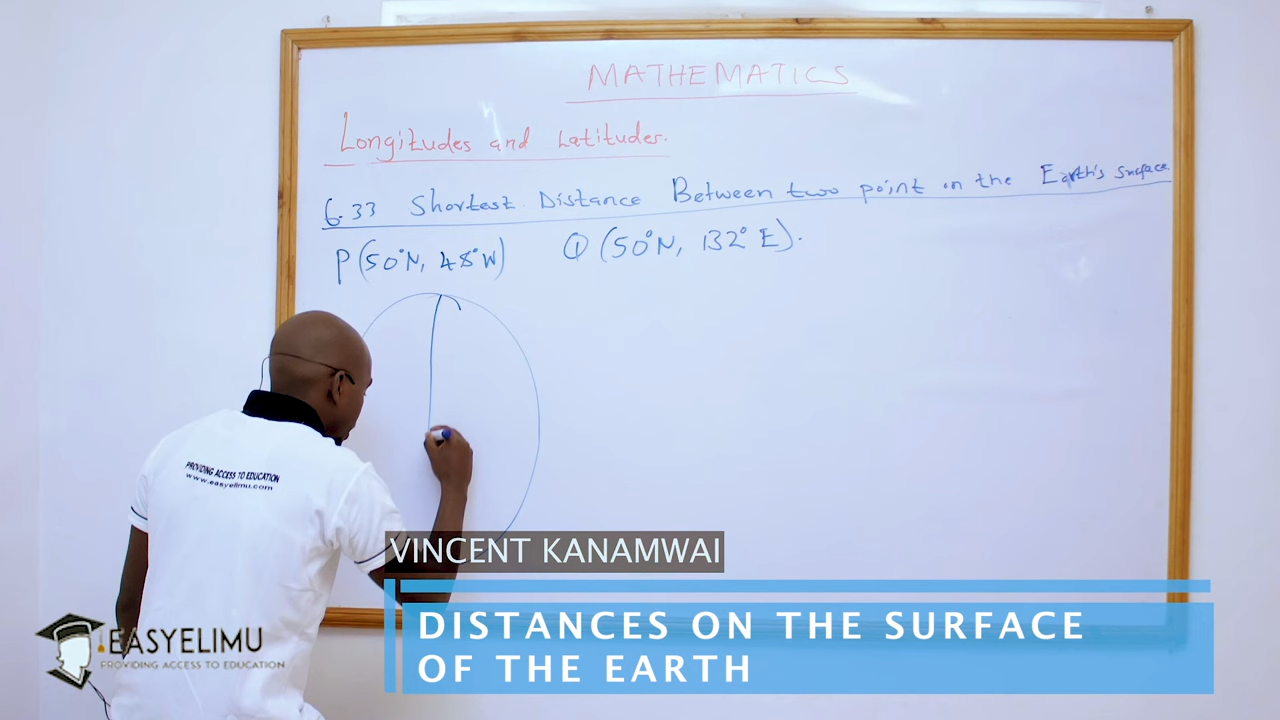 MATHEMATICS
Longitudes and Latitudes.
6.33 Shortest Distance Between two point on the Earth's surface
P(50°N, 48°W) Q(50°N, 132°E).
PROVIDING ACCESS TO EDUCATION
www.easyelimu.com
VINCENT KANAMWAI
DISTANCES ON THE SURFACE
OF THE EARTH
EASYELIMU
PROVIDING ACCESS TO EDUCATION